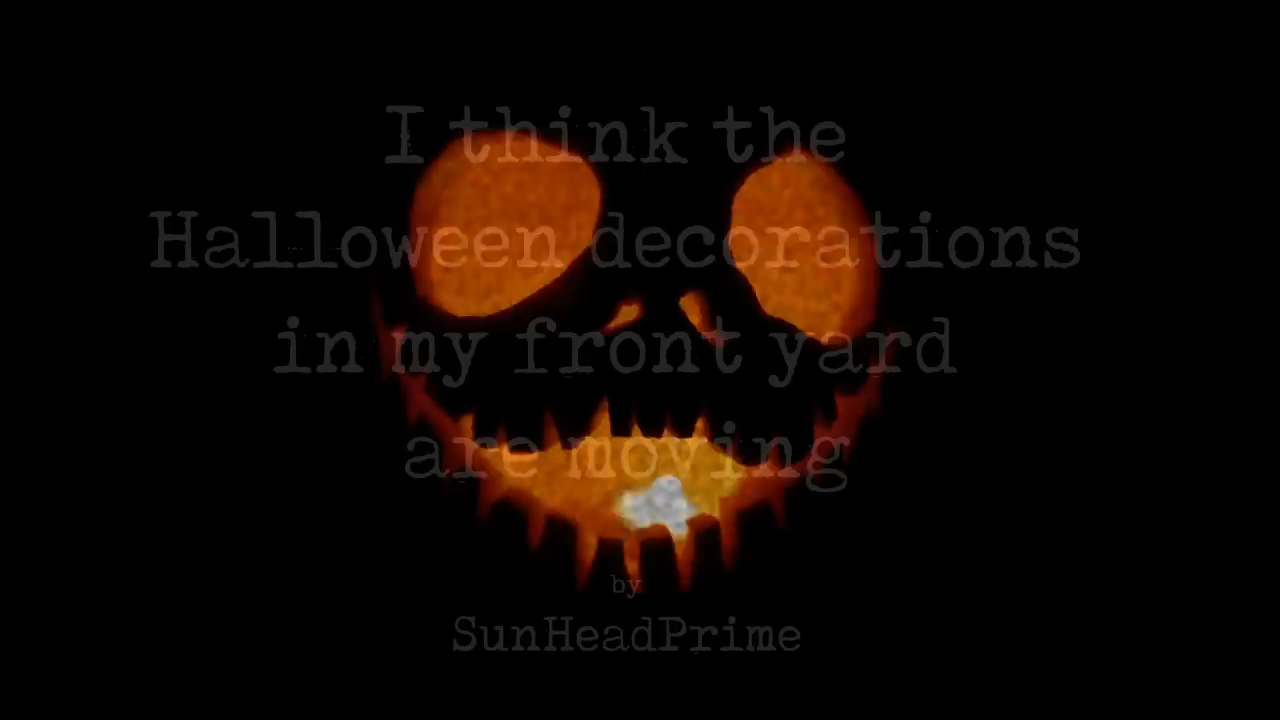 I think the
Halloween decorations
in my front yard
are moving
by
SunHeadPrime